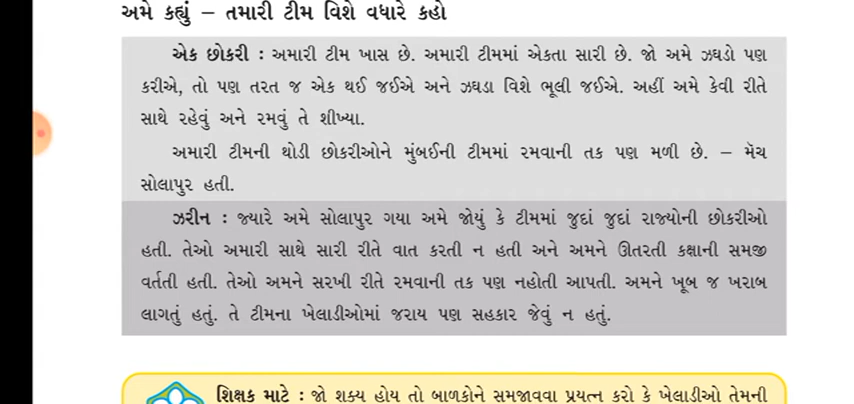 અમે કહ્યું – તમારી ટીમ વિશે વધારે કહો
એક છોકરી : અમારી ટીમ ખાસ છે. અમારી ટીમમાં એકતા સારી છે. જો અમે ઝઘડો પણ
કરીએ, તો પણ તરત જ એક થઈ જઈએ અને ઝઘડા વિશે ભૂલી જઈએ. અહીં અમે કેવી રીતે
સાથે રહેવું અને રમવું તે શીખ્યા.
અમારી ટીમની થોડી છોકરીઓને મુંબઈની ટીમમાં રમવાની તક પણ મળી છે. – મૅચ
સોલાપુર હતી.
ઝરીન : જ્યારે અમે સોલાપુર ગયા અમે જોયું કે ટીમમાં જુદાં જુદાં રાજ્યોની છોકરીઓ
હતી. તેઓ અમારી સાથે સારી રીતે વાત કરતી ન હતી અને અમને ઊતરતી કક્ષાની સમજી
વર્તતી હતી. તેઓ અમને સરખી રીતે રમવાની તક પણ નહોતી આપતી. અમને ખૂબ જ ખરાબ
લાગતું હતું. તે ટીમના ખેલાડીઓમાં જરાય પણ સહકાર જેવું ન હતું.
શિક્ષક માટે : જો શક્ય હોય તો બાળકોને સમજાવવા પ્રયત્ન કરો કે ખેલાડીઓ તેમની